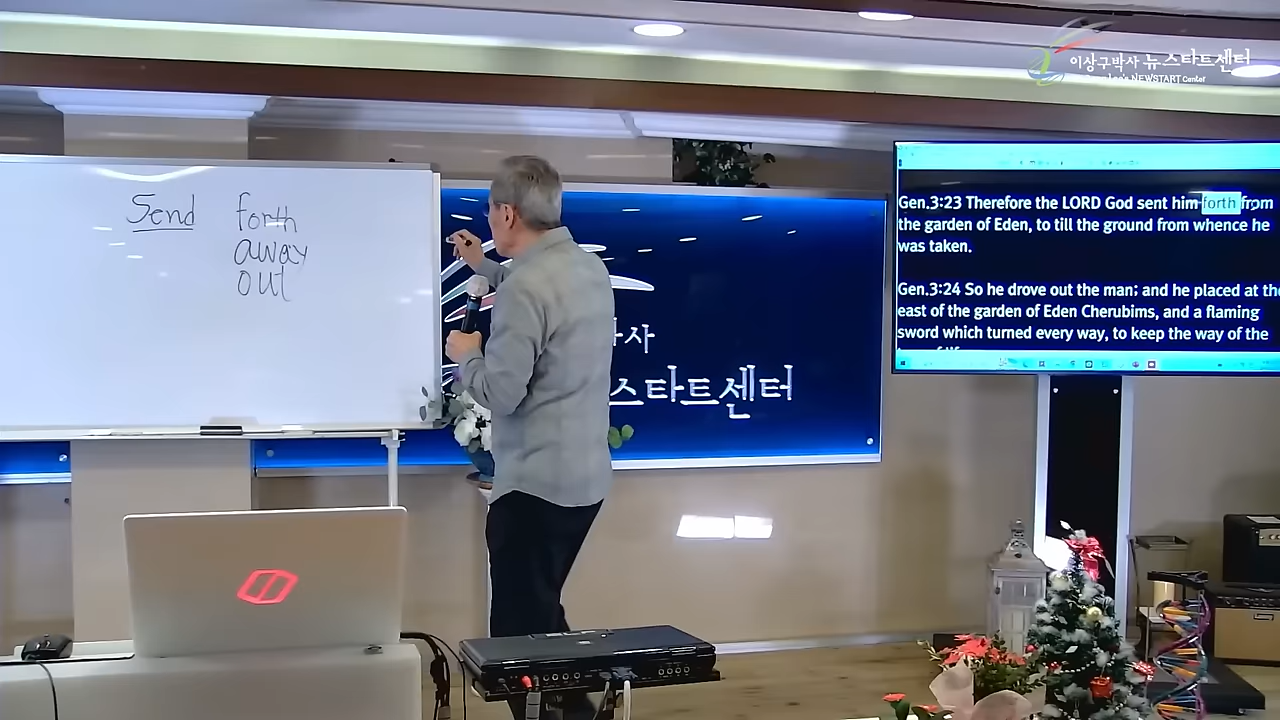 이상구박사 뉴스타트센터
Lee's NEWSTART Center
Send forth
away
out
Gen.3:23 Therefore the LORD God sent him forth from
the garden of Eden, to till the ground from whence he
was taken.
Gen.3:24 So he drove out the man; and he placed at the
east of the garden of Eden Cherubims, and a flaming
sword which turned every way, to keep the way of the
사
스타트센터